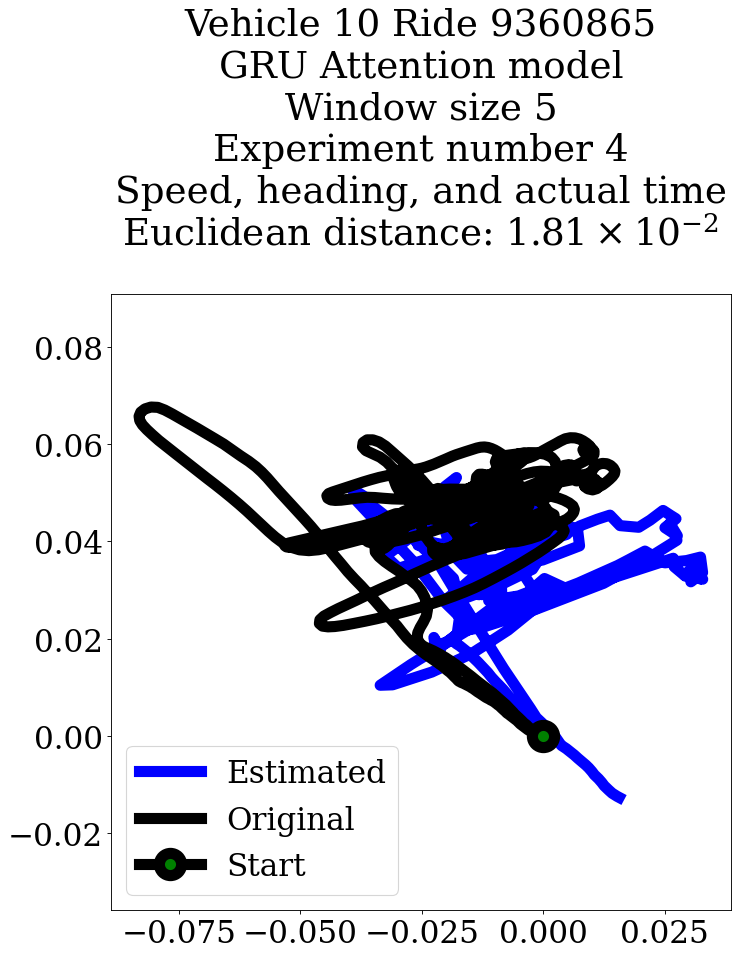 Vehicle 10 Ride 9360865
GRU Attention model
Window size 5
Experiment number 4
Speed, heading, and actual time
Euclidean distance: 1.81 × 10⁻²
0.08
0.06
0.04
0.02
0.00
−0.02
Estimated
Original
Start
−0.075 −0.050 −0.025 0.000 0.025